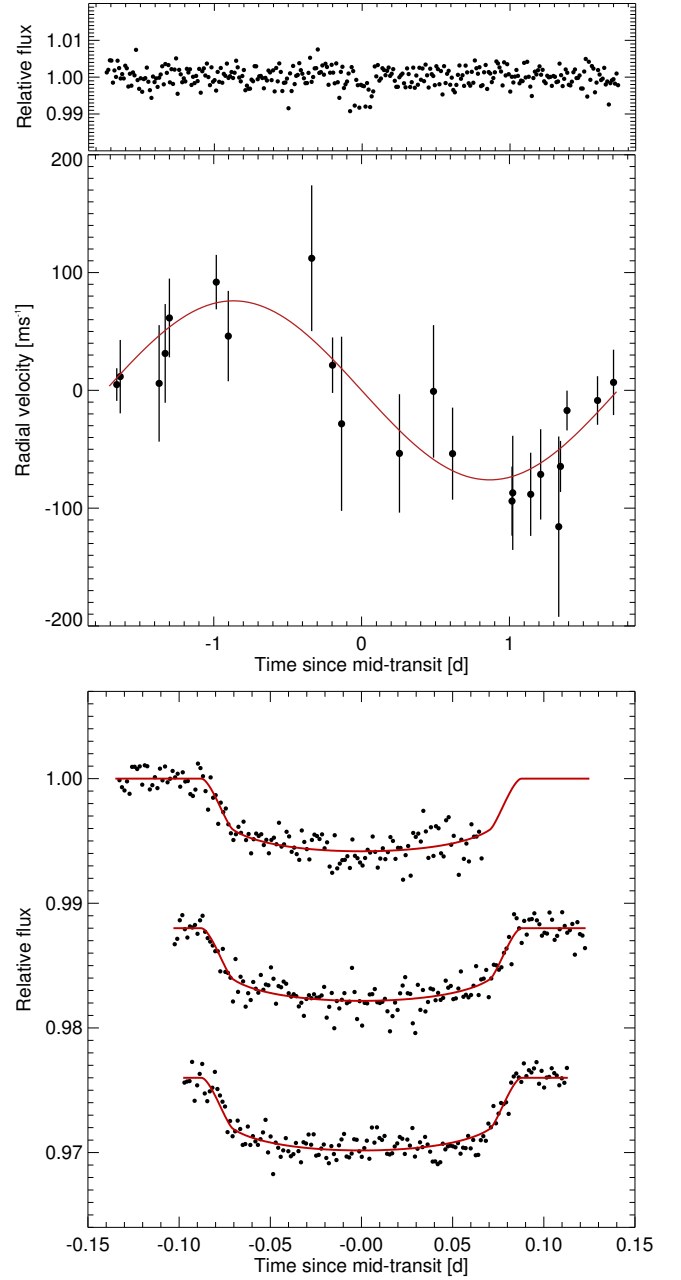 Relative flux
1.01
1.00
0.99
Radial velocity [ms⁻¹]
200
100
0
-100
-200
-1 0 1
Time since mid-transit [d]
Relative flux
1.00
0.99
0.98
0.97
-0.15 -0.10 -0.05 -0.00 0.05 0.10 0.15
Time since mid-transit [d]